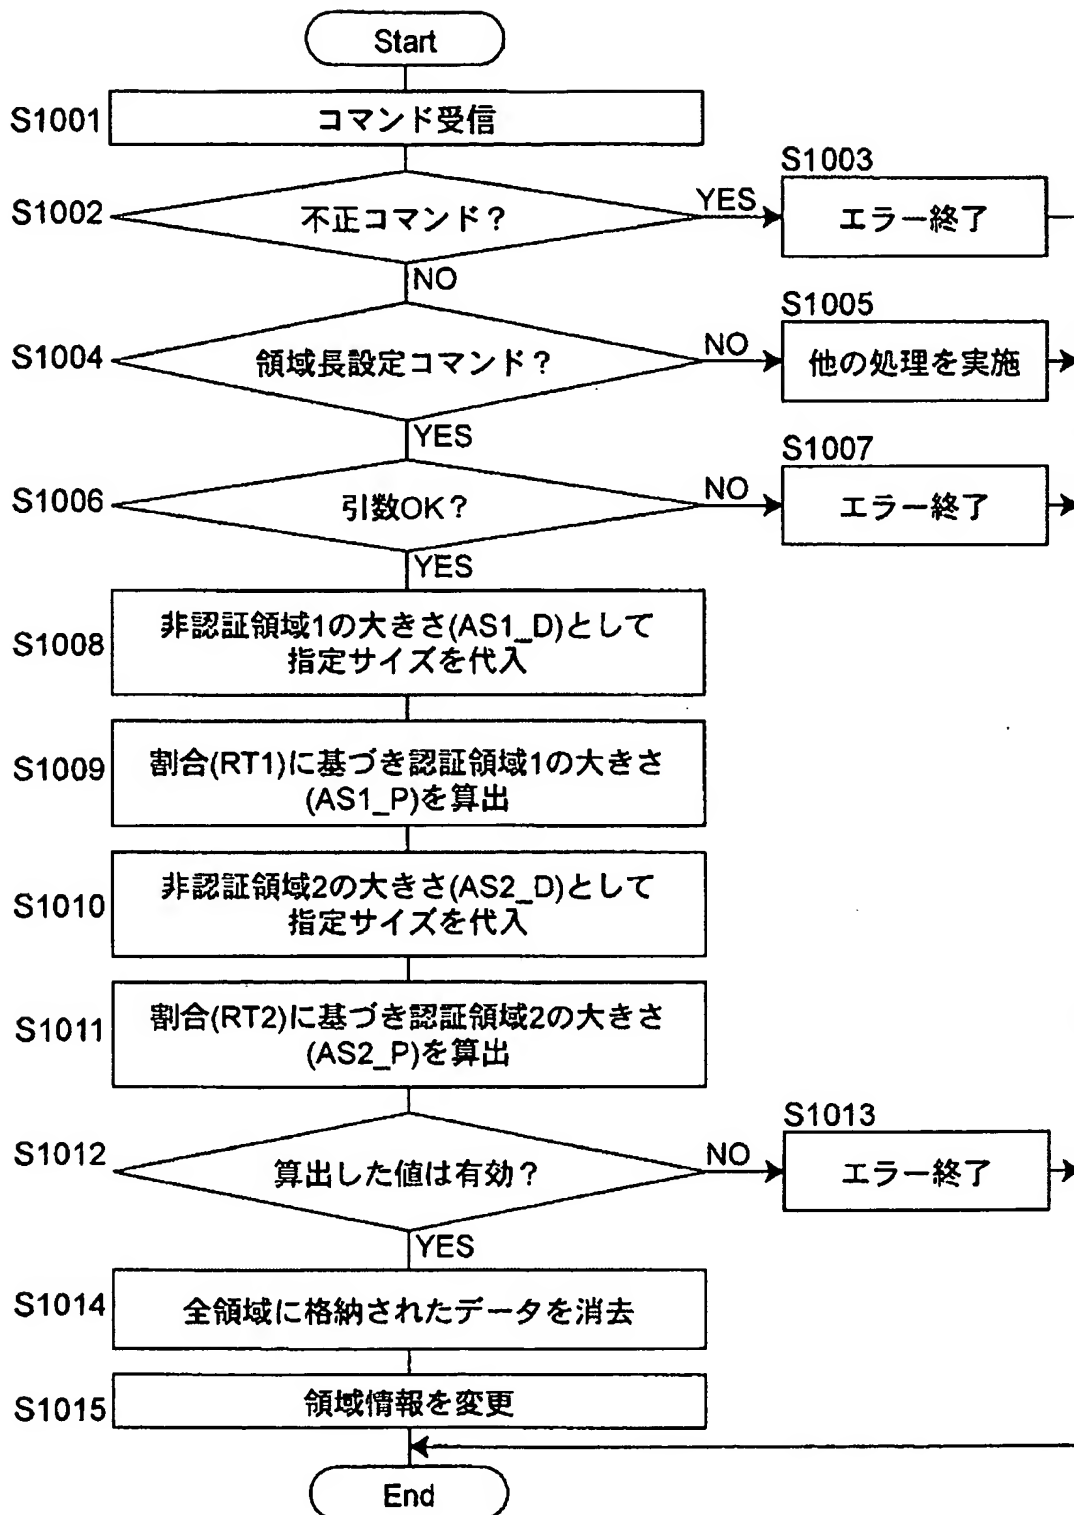 Start
S1001
コマンド受信
S1002
不正コマンド？
YES
S1003
エラー終了
NO
S1004
領域長設定コマンド？
NO
S1005
他の処理を実施
YES
S1006
引数OK？
NO
S1007
エラー終了
YES
S1008
非認証領域1の大きさ(AS1_D)として
指定サイズを代入
S1009
割合(RT1)に基づき認証領域1の大きさ
(AS1_P)を算出
S1010
非認証領域2の大きさ(AS2_D)として
指定サイズを代入
S1011
割合(RT2)に基づき認証領域2の大きさ
(AS2_P)を算出
S1012
算出した値は有効？
NO
S1013
エラー終了
YES
S1014
全領域に格納されたデータを消去
S1015
領域情報を変更
End